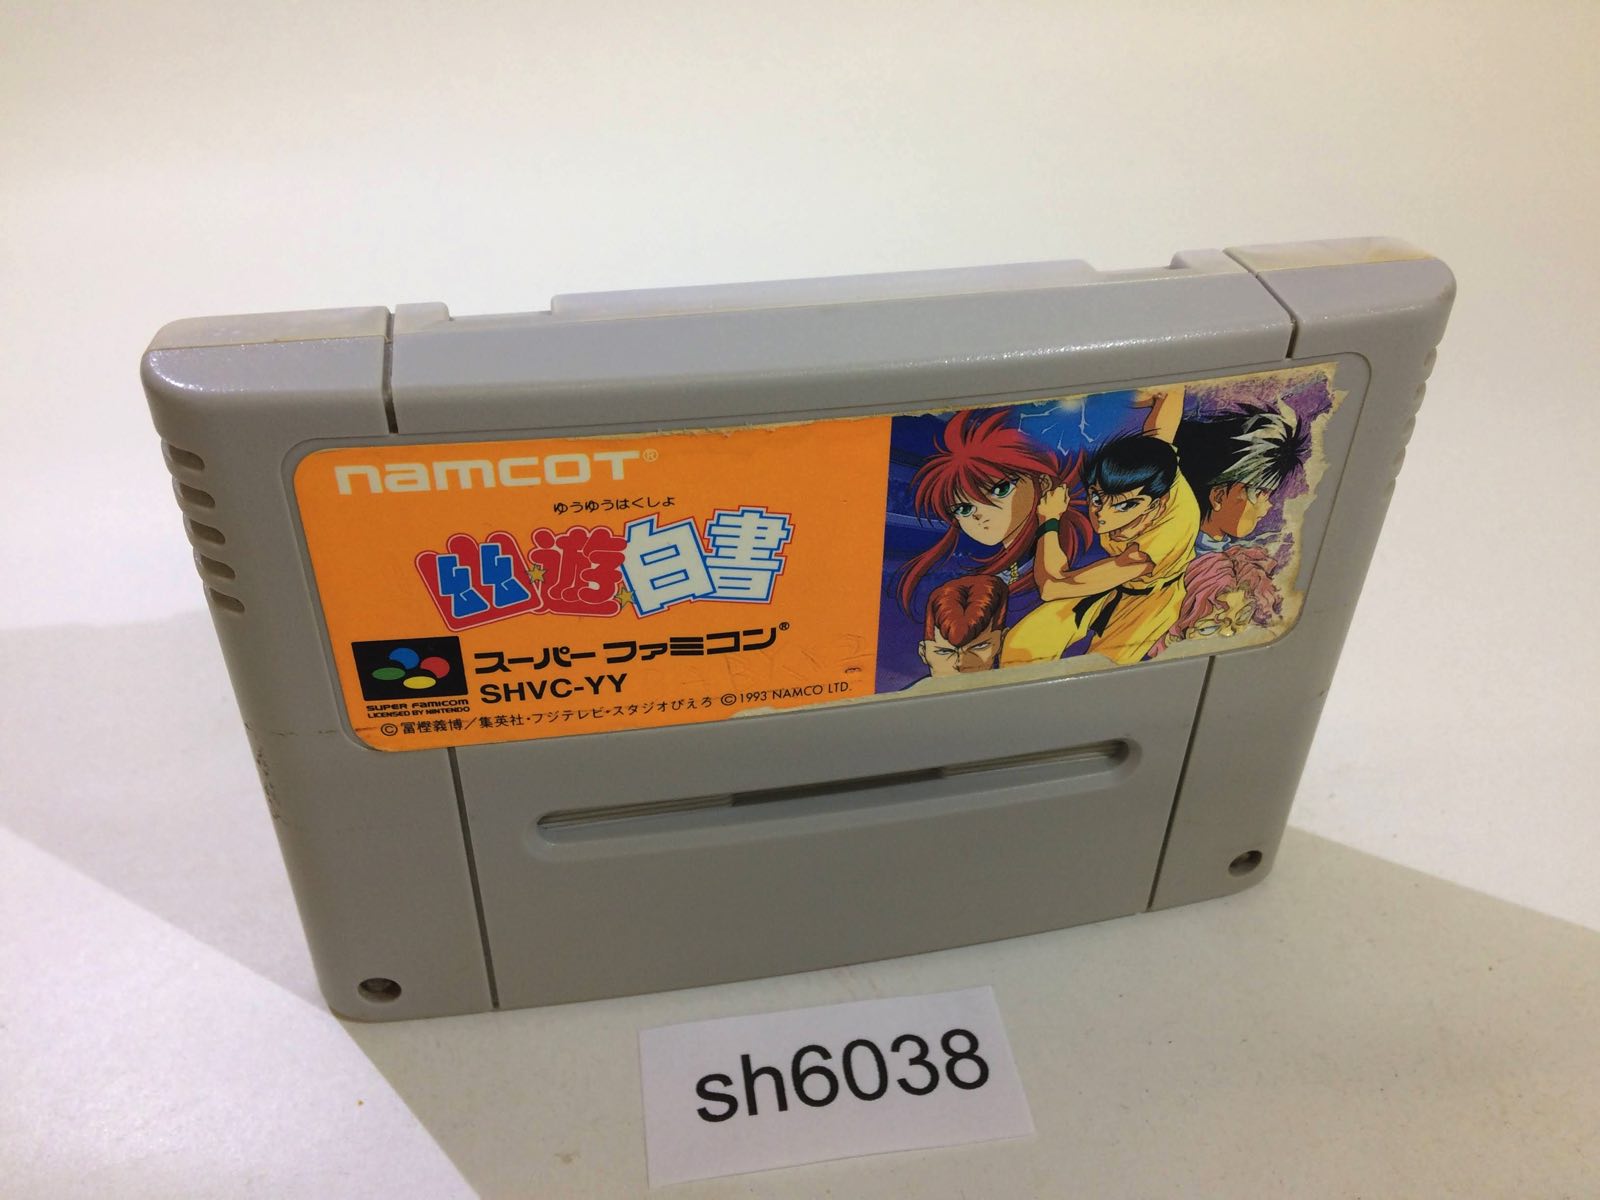 namcoT®
ゆうゆうはくしょ
幽☆遊☆白書
スーパーファミコン®
SHVC-YY
SUPER FAMICOM
LICENSED BY NINTENDO
©冨樫義博/集英社・フジテレビ・スタジオぴえろ ©1993 NAMCO LTD.
sh6038